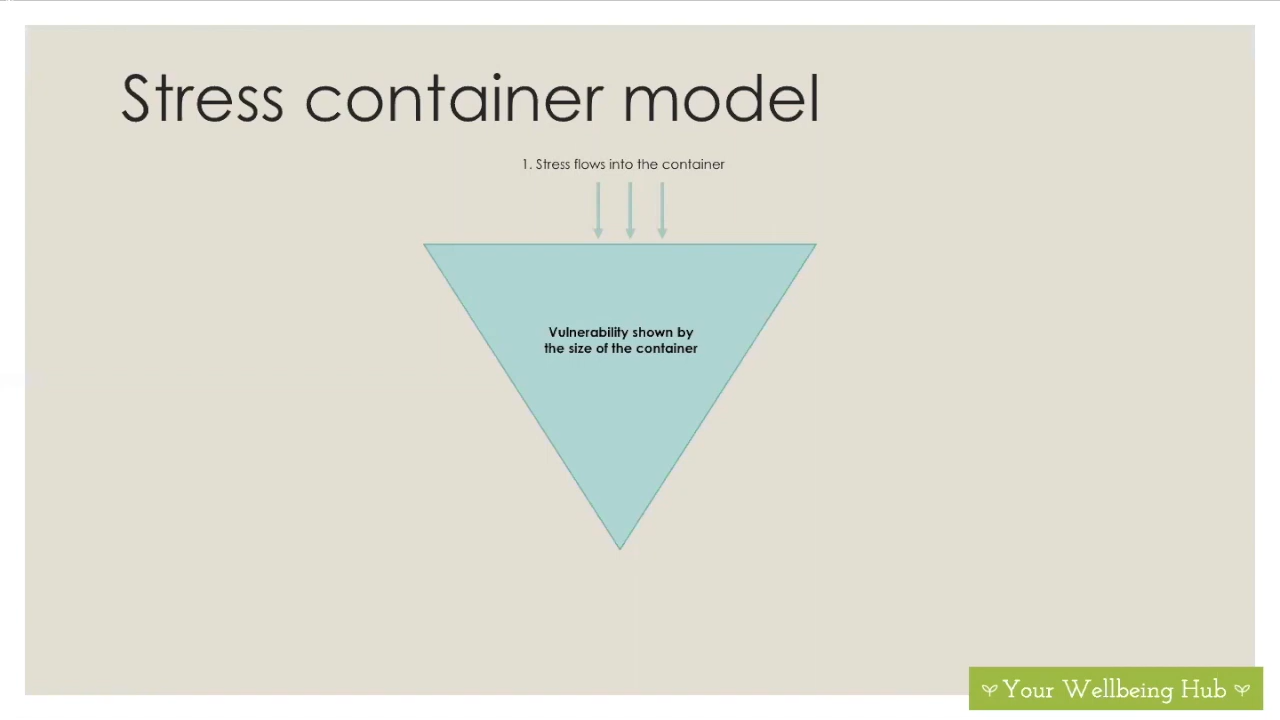 Stress container model
1. Stress flows into the container
Vulnerability shown by
the size of the container
Your Wellbeing Hub